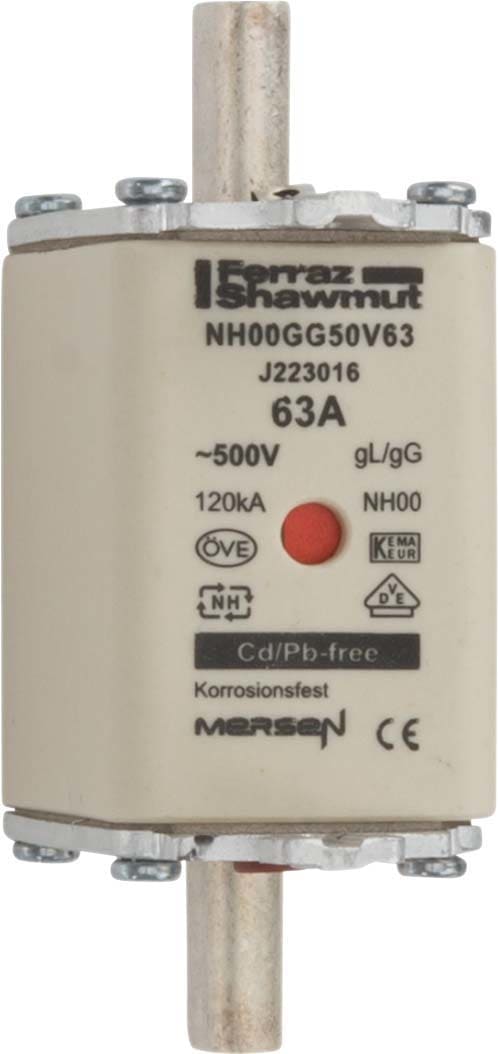 Ferraz
Shawmut
NH00GG50V63
J223016
63A
~500V gL/gG
120kA NH00
ÖVE KEMA
KEUR
NH VDE
Cd/Pb-free
Korrosionsfest
MERSEN CE